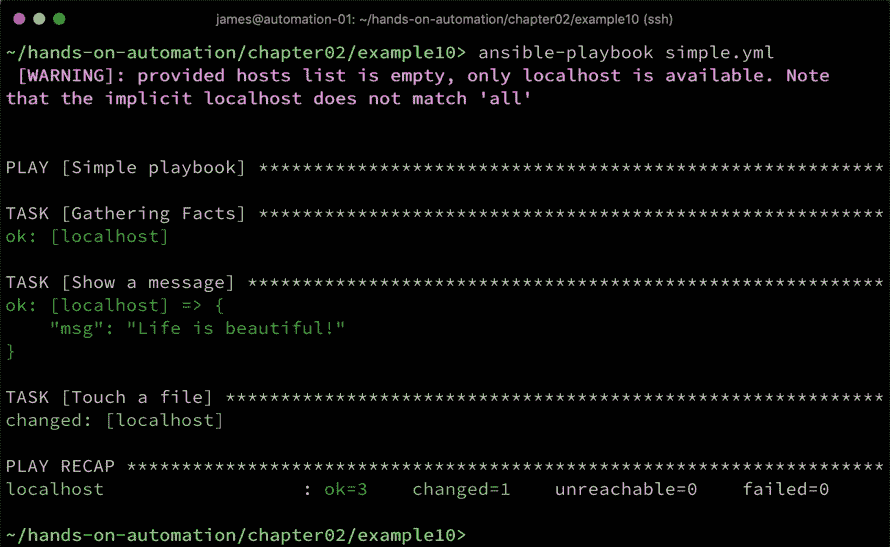 james@automation-01: ~/hands-on-automation/chapter02/example10 (ssh)
~/hands-on-automation/chapter02/example10> ansible-playbook simple.yml
 [WARNING]: provided hosts list is empty, only localhost is available. Note
that the implicit localhost does not match 'all'
PLAY [Simple playbook] *********************************************************
TASK [Gathering Facts] *********************************************************
ok: [localhost]
TASK [Show a message] **********************************************************
ok: [localhost] => {
    "msg": "Life is beautiful!"
}
TASK [Touch a file] ************************************************************
changed: [localhost]
PLAY RECAP *********************************************************************
localhost                  : ok=3    changed=1    unreachable=0    failed=0
~/hands-on-automation/chapter02/example10>